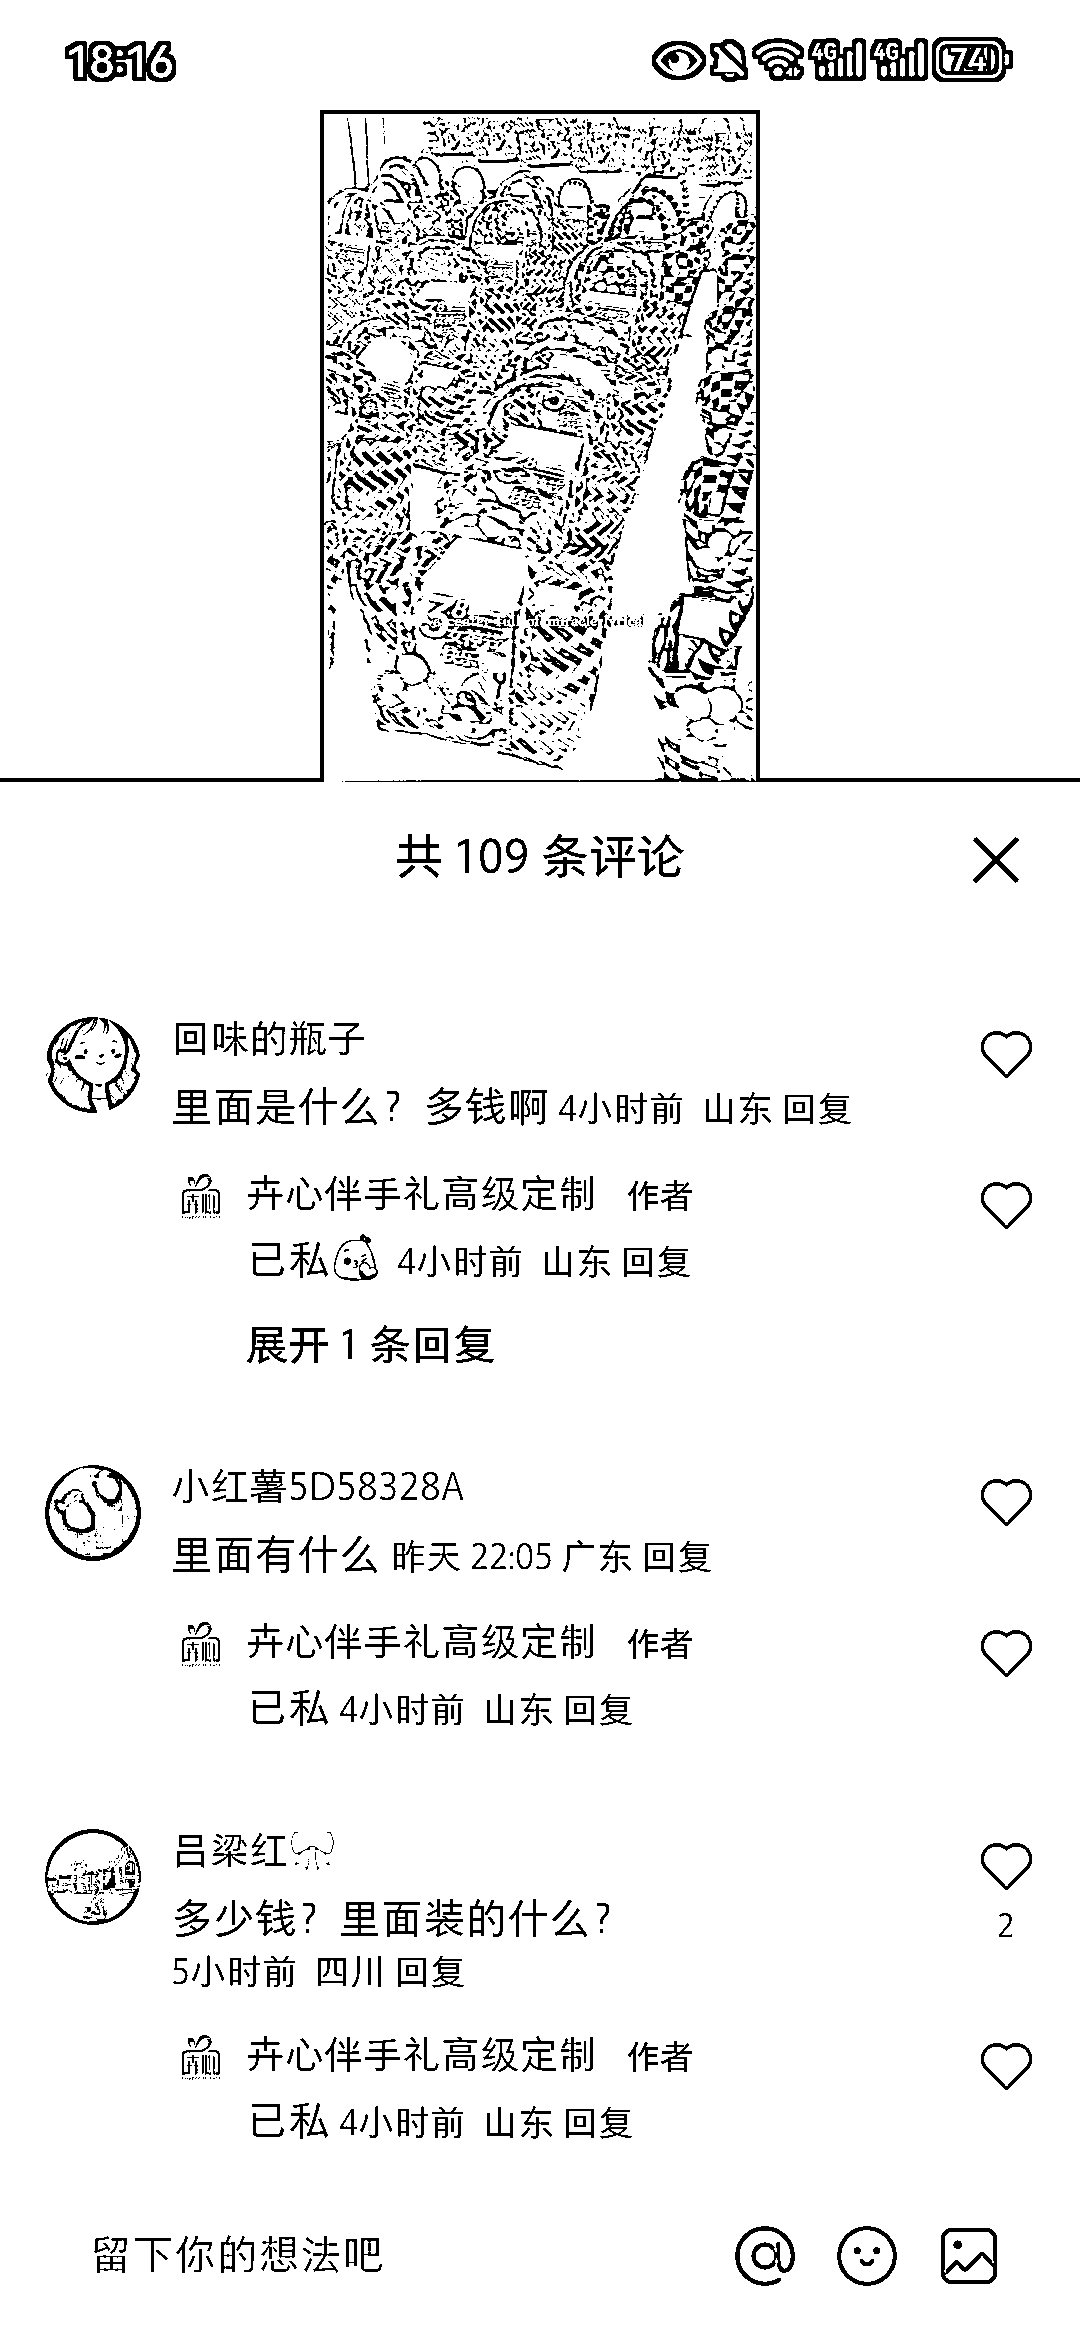 18:16
4G 4G 74
38
共 109 条评论
回味的瓶子
里面是什么？多钱啊 4小时前 山东 回复
卉心伴手礼高级定制 作者
已私 4小时前 山东 回复
展开 1 条回复
小红薯5D58328A
里面有什么 昨天 22:05 广东 回复
卉心伴手礼高级定制 作者
已私 4小时前 山东 回复
吕梁红
多少钱？里面装的什么？
2
5小时前 四川 回复
卉心伴手礼高级定制 作者
已私 4小时前 山东 回复
留下你的想法吧